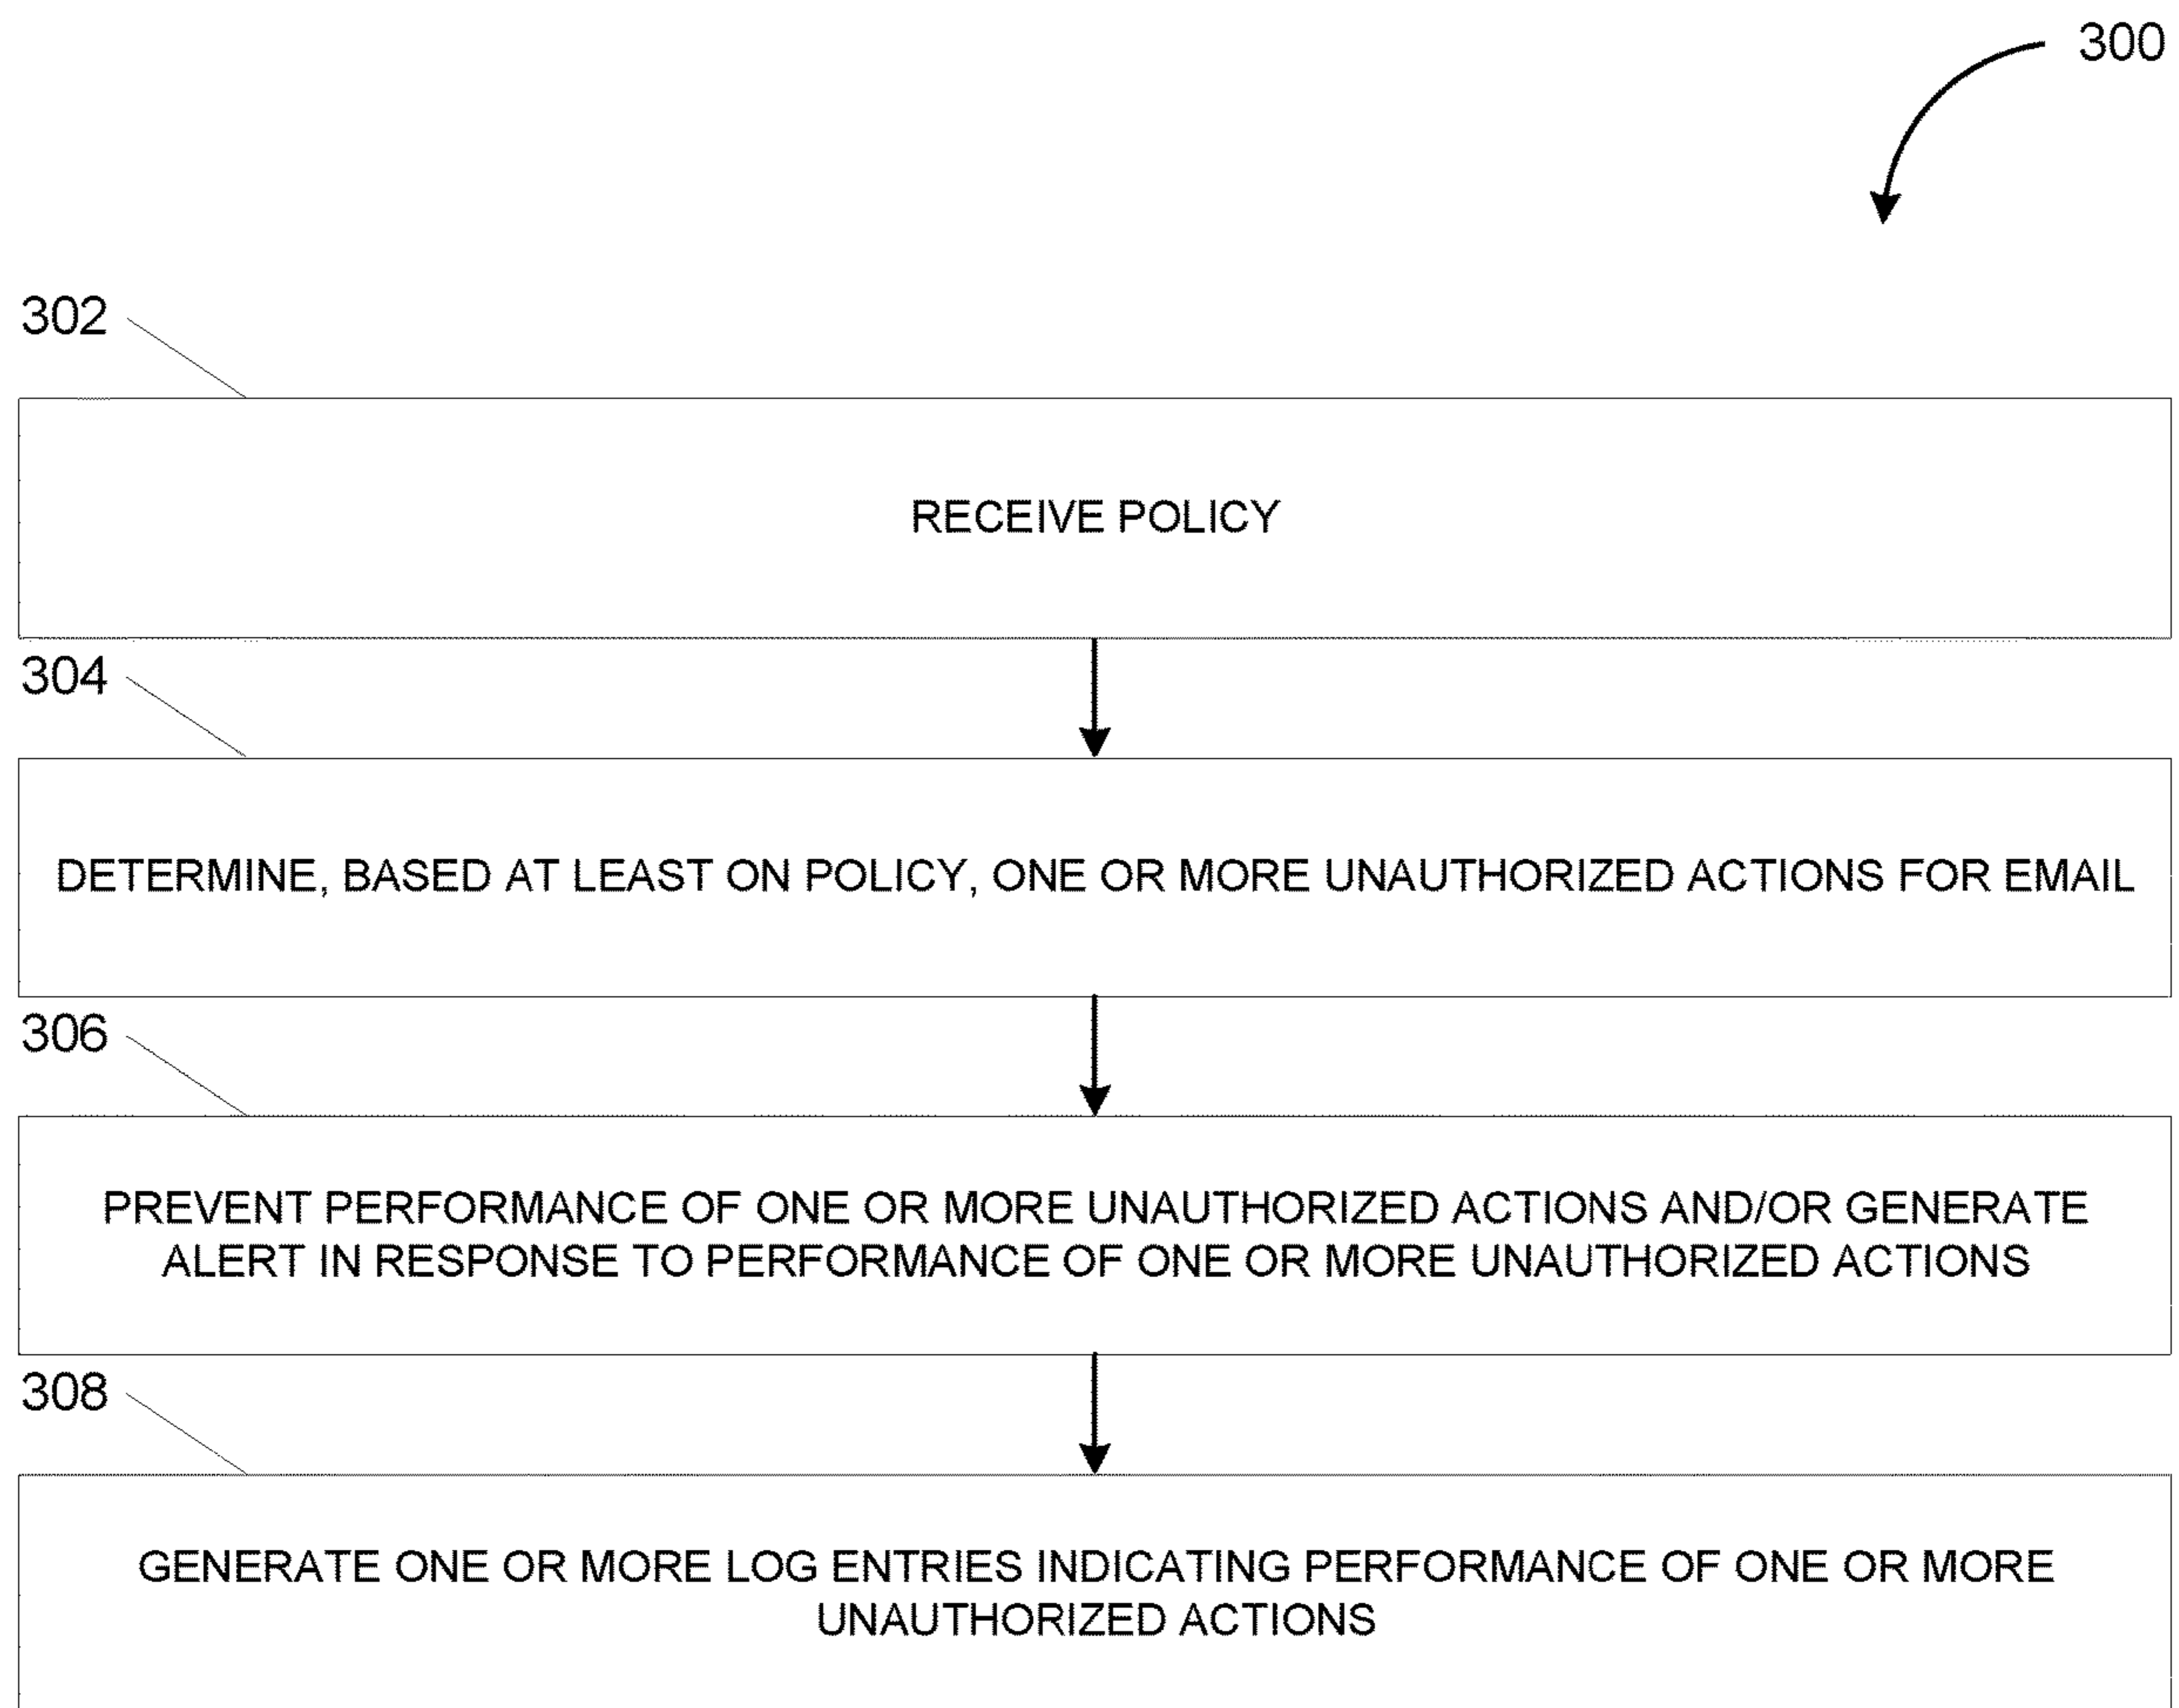 300
302
RECEIVE POLICY
304
DETERMINE, BASED AT LEAST ON POLICY, ONE OR MORE UNAUTHORIZED ACTIONS FOR EMAIL
306
PREVENT PERFORMANCE OF ONE OR MORE UNAUTHORIZED ACTIONS AND/OR GENERATE
ALERT IN RESPONSE TO PERFORMANCE OF ONE OR MORE UNAUTHORIZED ACTIONS
308
GENERATE ONE OR MORE LOG ENTRIES INDICATING PERFORMANCE OF ONE OR MORE
UNAUTHORIZED ACTIONS